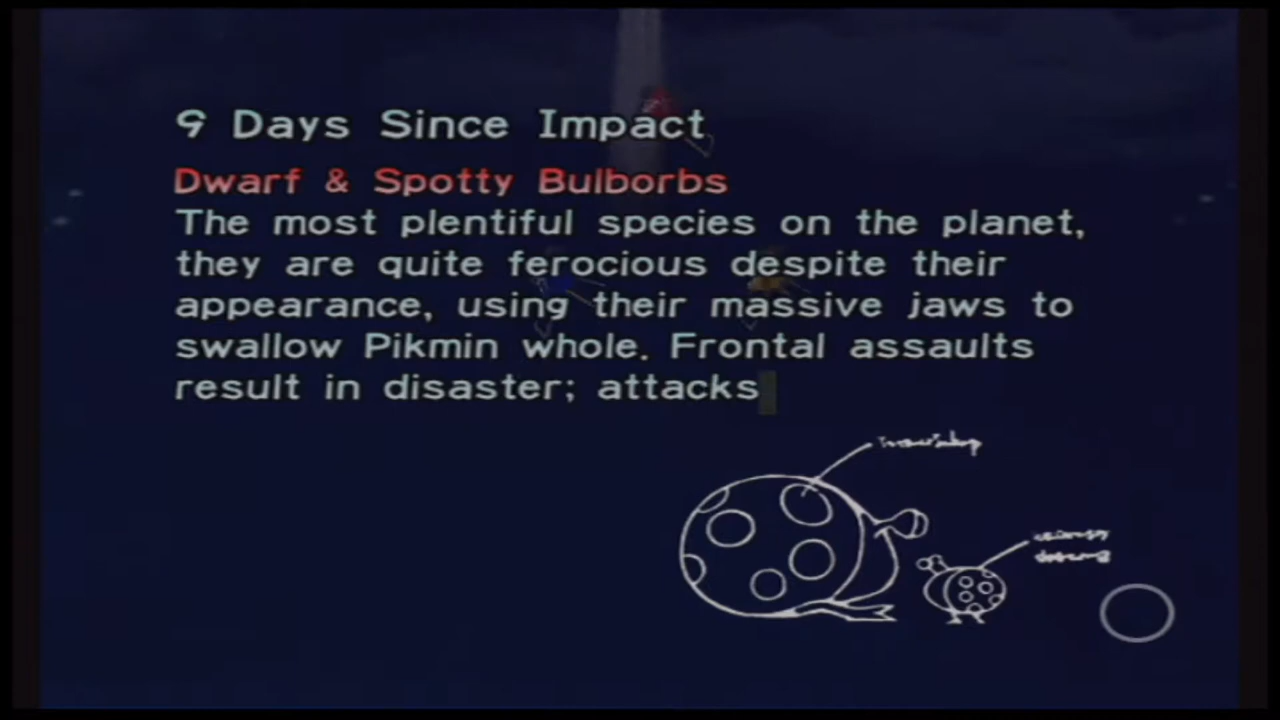 9 Days Since Impact
Dwarf & Spotty Bulborbs
The most plentiful species on the planet,
they are quite ferocious despite their
appearance, using their massive jaws to
swallow Pikmin whole. Frontal assaults
result in disaster; attacks